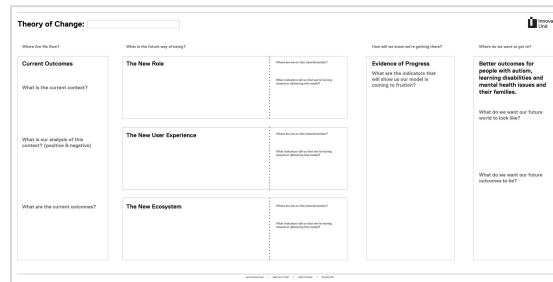 Theory of Change:
Innova
Unit
Where Are We Now?
What is the future way of being?
How will we know we're getting there?
Where do we want to get to?
Current Outcomes
What is the current context?
What is our analysis of this
context? (positive & negative)
What are the current outcomes?
The New Role
Where are we on this transformation?
What indicators tell us that we're moving
toward or delivering this model?
The New User Experience
Where are we on this transformation?
What indicators tell us that we're moving
toward or delivering this model?
The New Ecosystem
Where are we on this transformation?
What indicators tell us that we're moving
toward or delivering this model?
Evidence of Progress
What are the indicators that
will show us our model is
coming to fruition?
Better outcomes for
people with autism,
learning disabilities and
mental health issues and
their families.
What do we want our future
world to look like?
What do we want our future
outcomes to be?